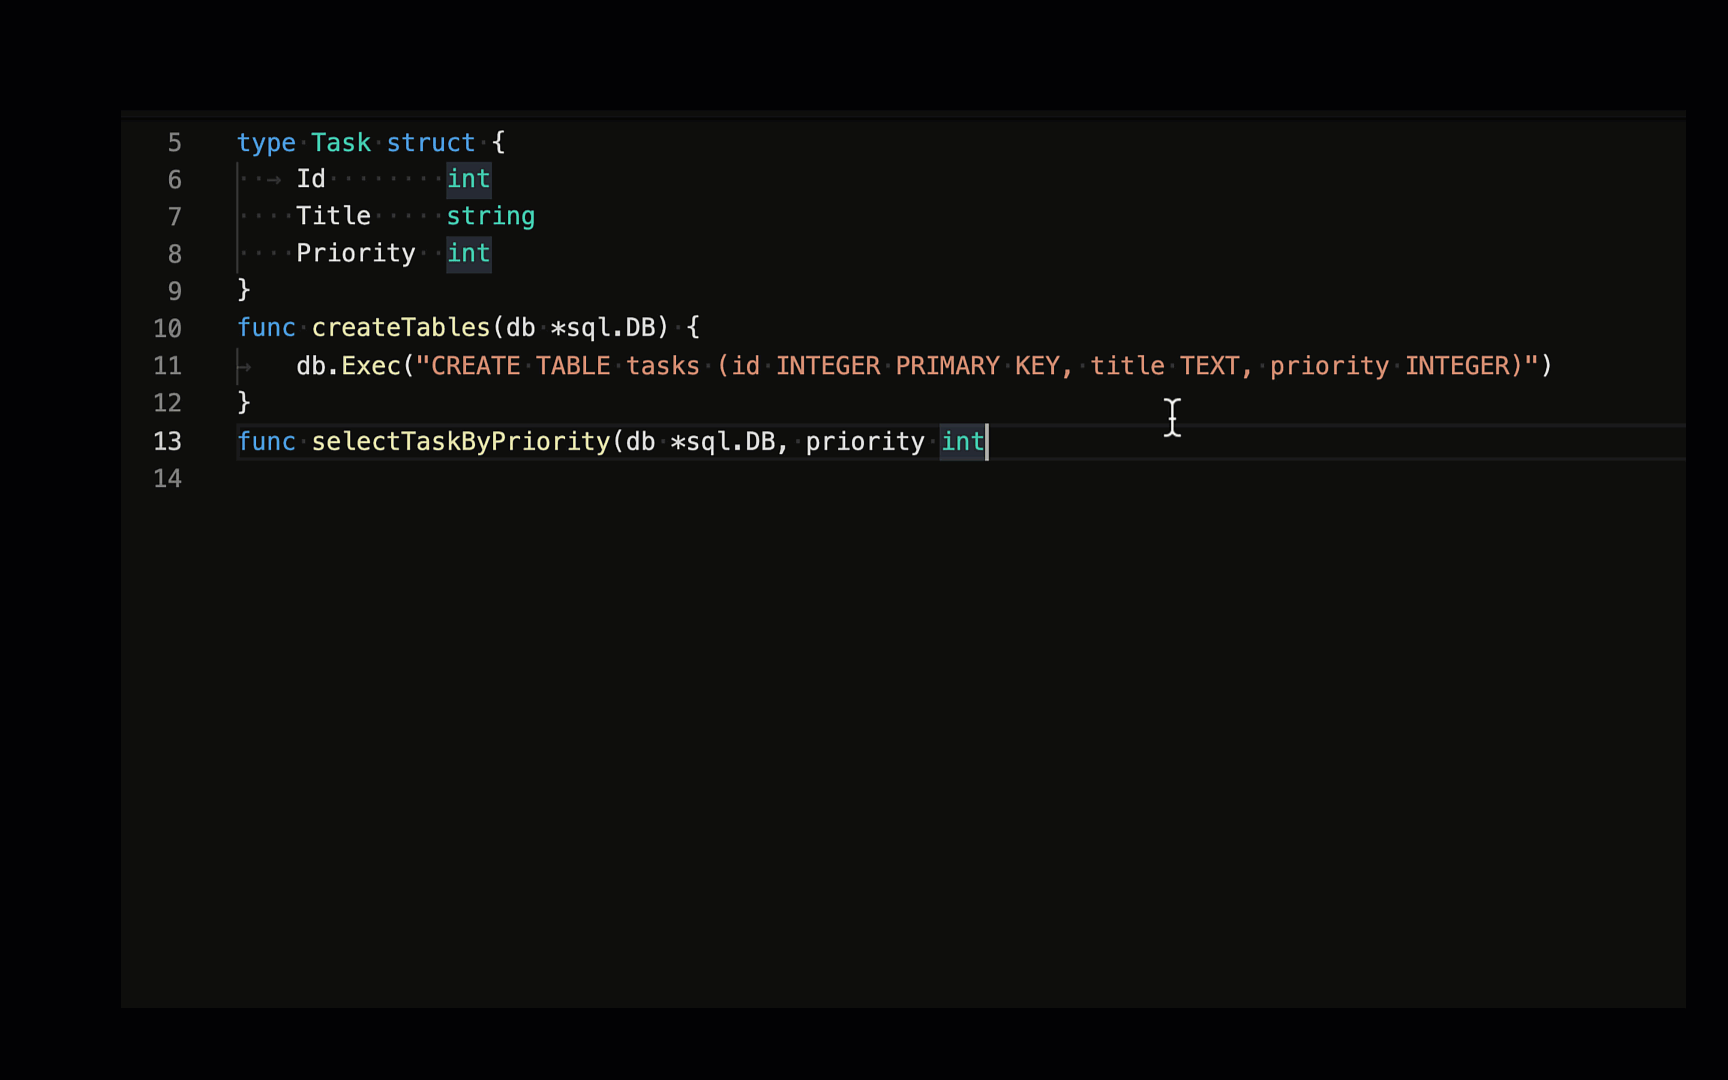 5 type Task struct {
6 Id int
7 Title string
8 Priority int
9 }
10 func createTables(db *sql.DB) {
11 db.Exec("CREATE TABLE tasks (id INTEGER PRIMARY KEY, title TEXT, priority INTEGER)")
12 }
13 func selectTaskByPriority(db *sql.DB, priority int
14